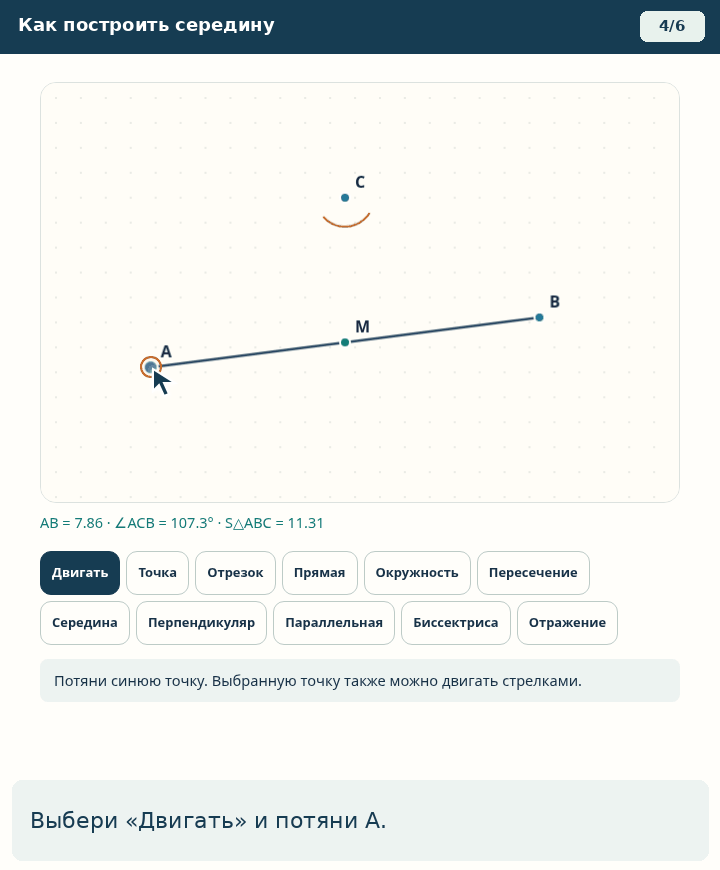 Как построить середину
4/6
C
B
M
A
AB = 7.86 · ∠ACB = 107.3° · S△ABC = 11.31
Двигать Точка Отрезок Прямая Окружность Пересечение
Середина Перпендикуляр Параллельная Биссектриса Отражение
Потяни синюю точку. Выбранную точку также можно двигать стрелками.
Выбери «Двигать» и потяни A.